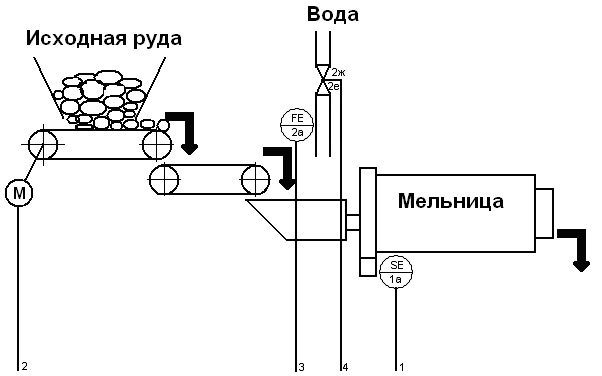 Вода
Исходная руда
2ж
2е
FE
2а
М
Мельница
SE
1а
2
3
4
1